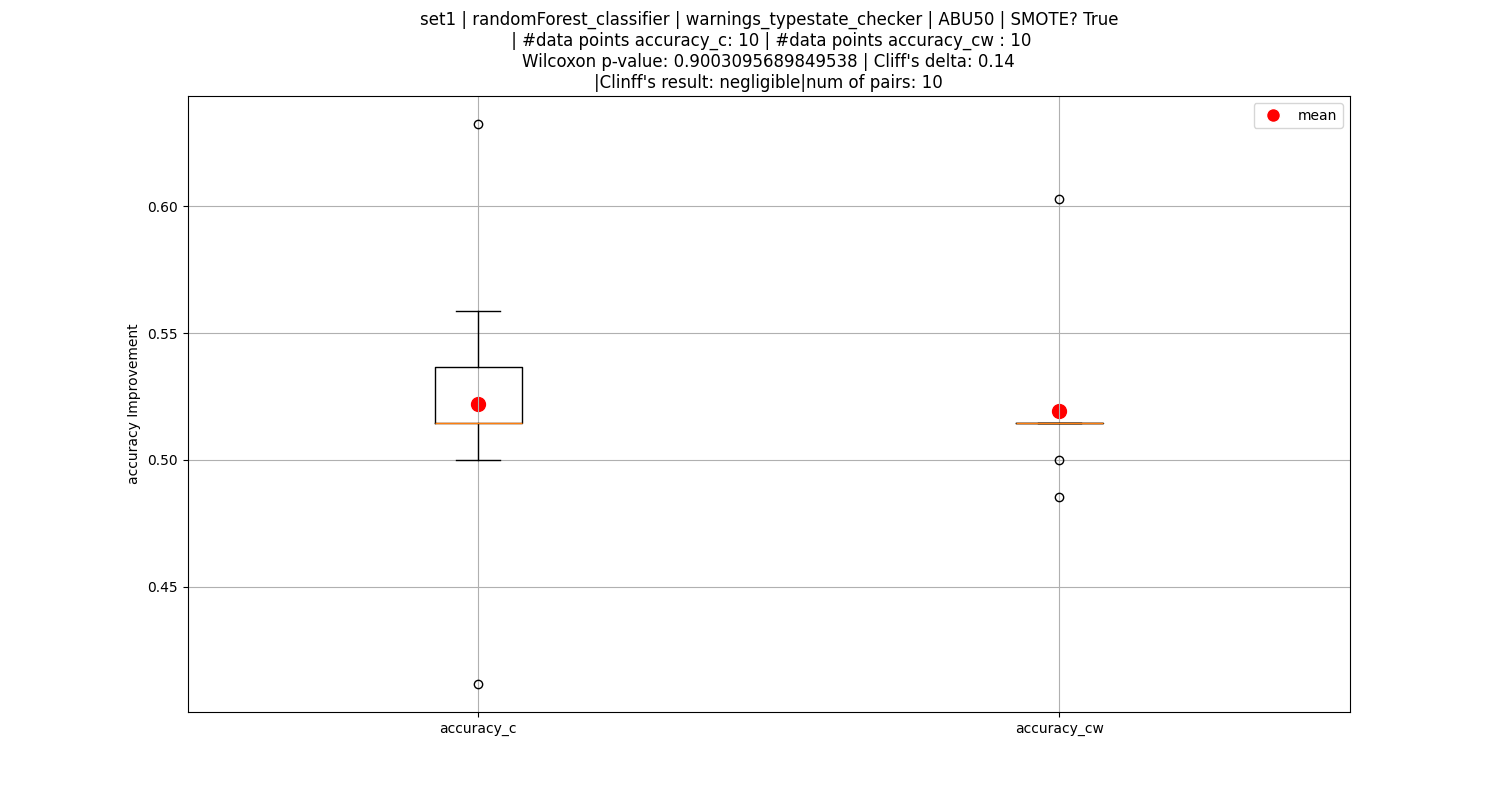 set1 | randomForest_classifier | warnings_typestate_checker | ABU50 | SMOTE? True
| #data points accuracy_c: 10 | #data points accuracy_cw : 10
Wilcoxon p-value: 0.9003095689849538 | Cliff's delta: 0.14
|Clinff's result: negligible|num of pairs: 10
mean
0.60
0.55
0.50
0.45
accuracy Improvement
accuracy_c
accuracy_cw